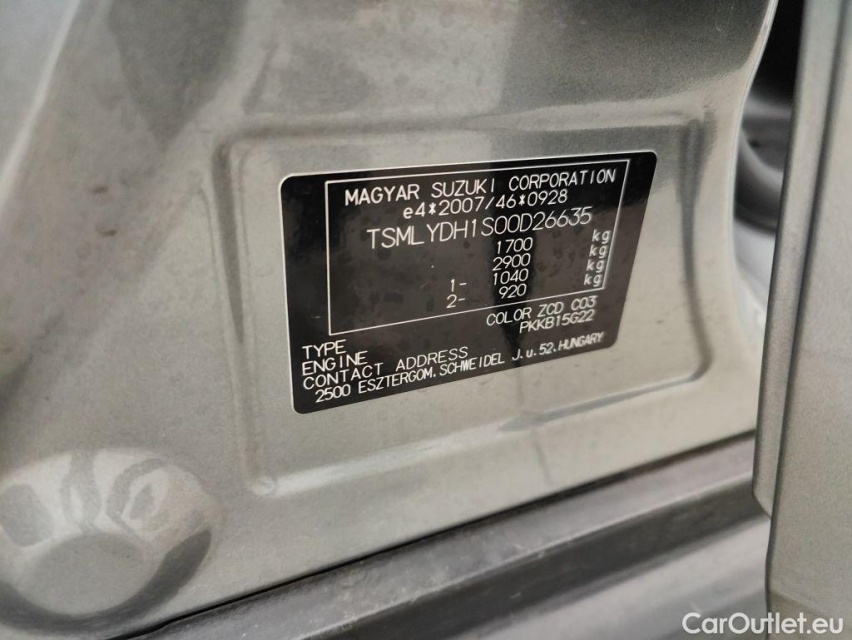 MAGYAR SUZUKI CORPORATION
e4*2007/46*0928
TSMLYDH1S00D26635
1700 kg
2900 kg
1- 1040 kg
2- 920 kg
COLOR ZCD C03
PKKB15G22
TYPE
ENGINE
CONTACT ADDRESS
2500 ESZTERGOM, SCHWEIDEL J.u.52.HUNGARY
CarOutlet.eu